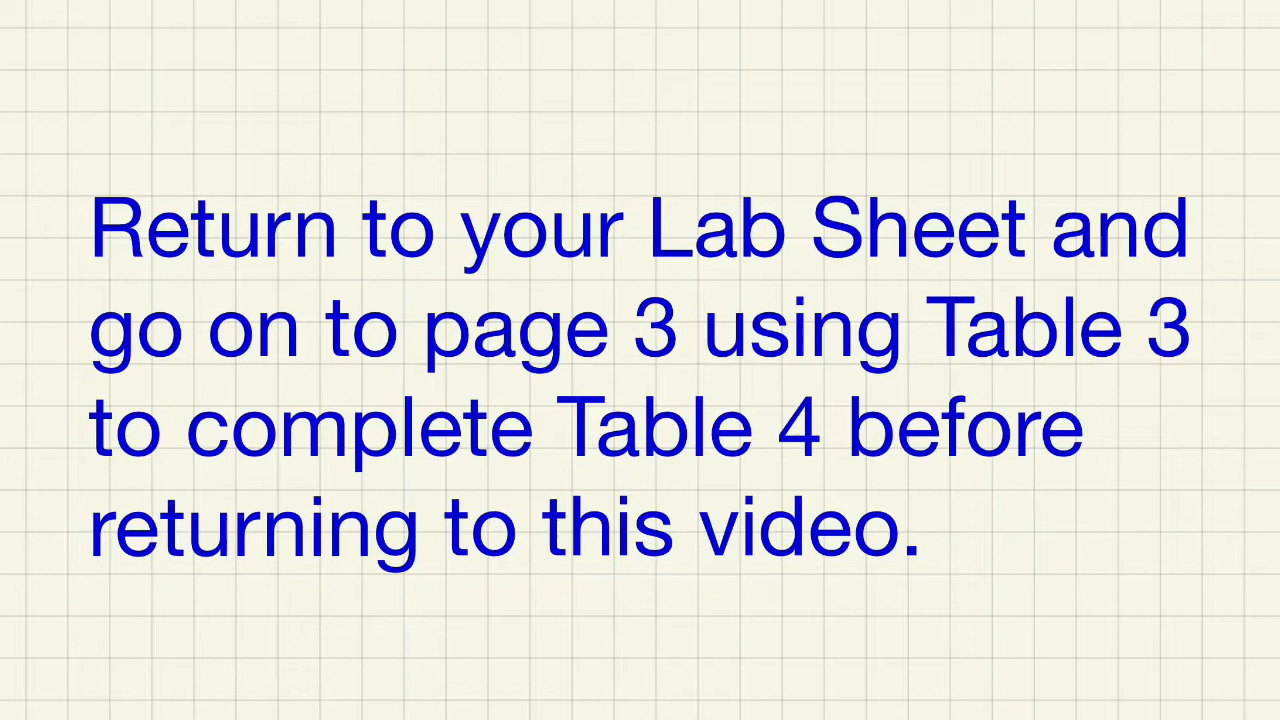 Return to your Lab Sheet and
go on to page 3 using Table 3
to complete Table 4 before
returning to this video.